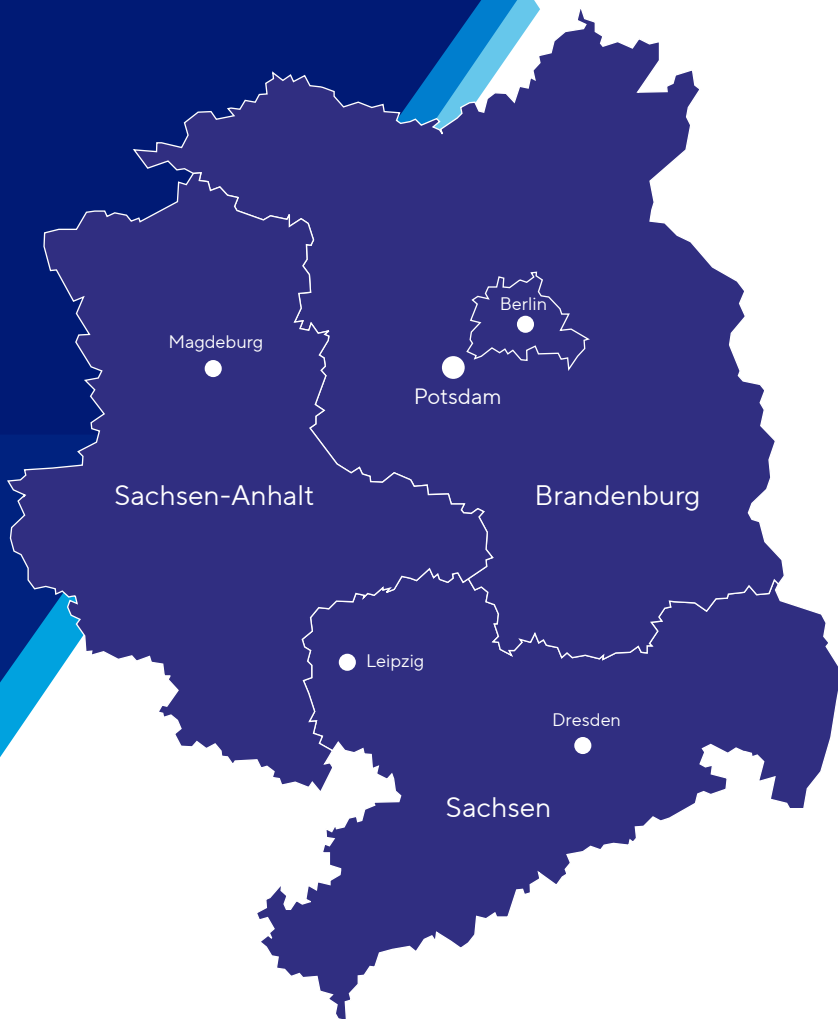 Berlin
Magdeburg
Potsdam
Sachsen-Anhalt
Brandenburg
Leipzig
Dresden
Sachsen